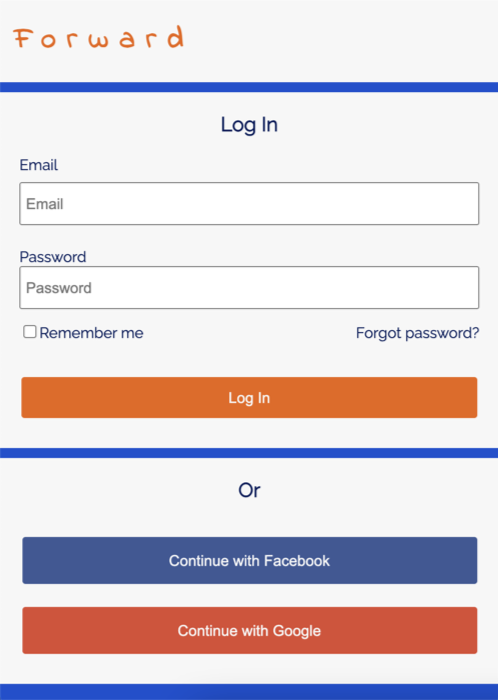 Forward
Log In
Email
Email
Password
Password
Remember me Forgot password?
Log In
Or
Continue with Facebook
Continue with Google